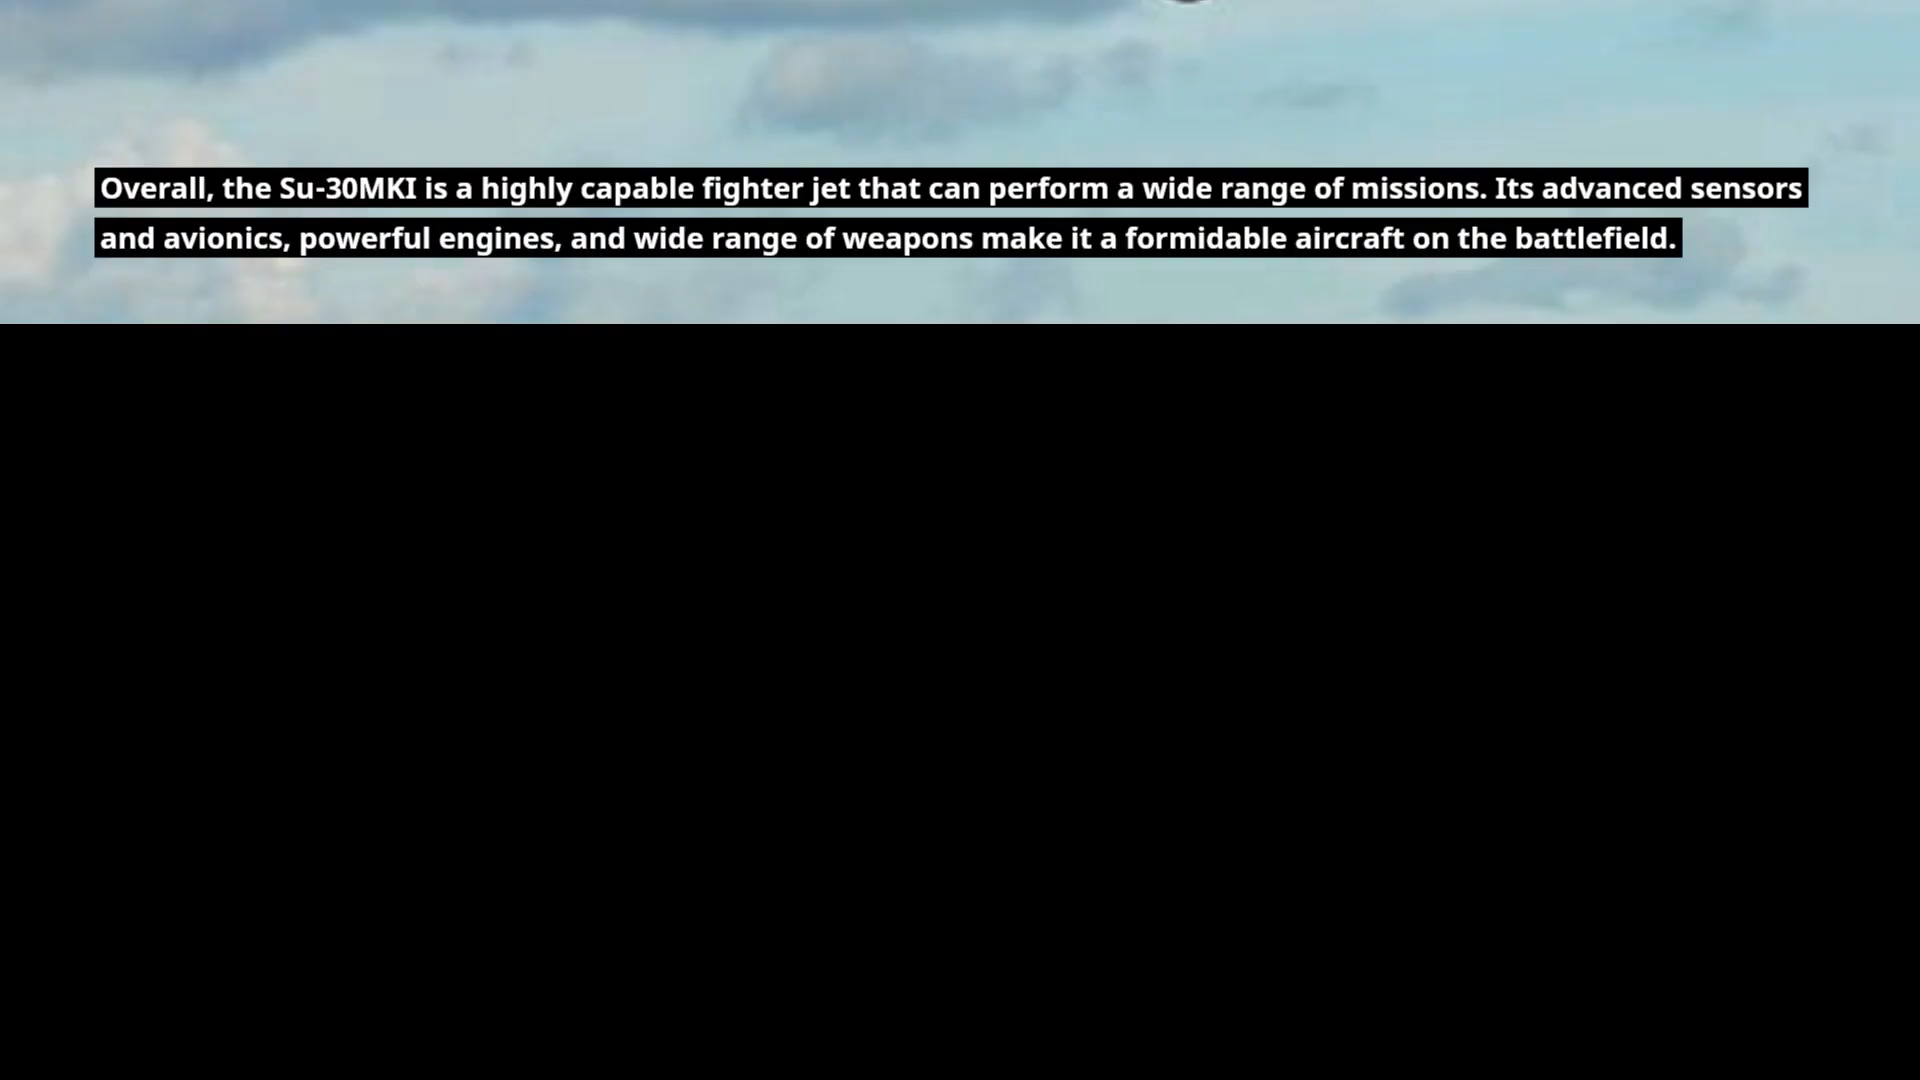 Overall, the Su-30MKI is a highly capable fighter jet that can perform a wide range of missions. Its advanced sensors
and avionics, powerful engines, and wide range of weapons make it a formidable aircraft on the battlefield.